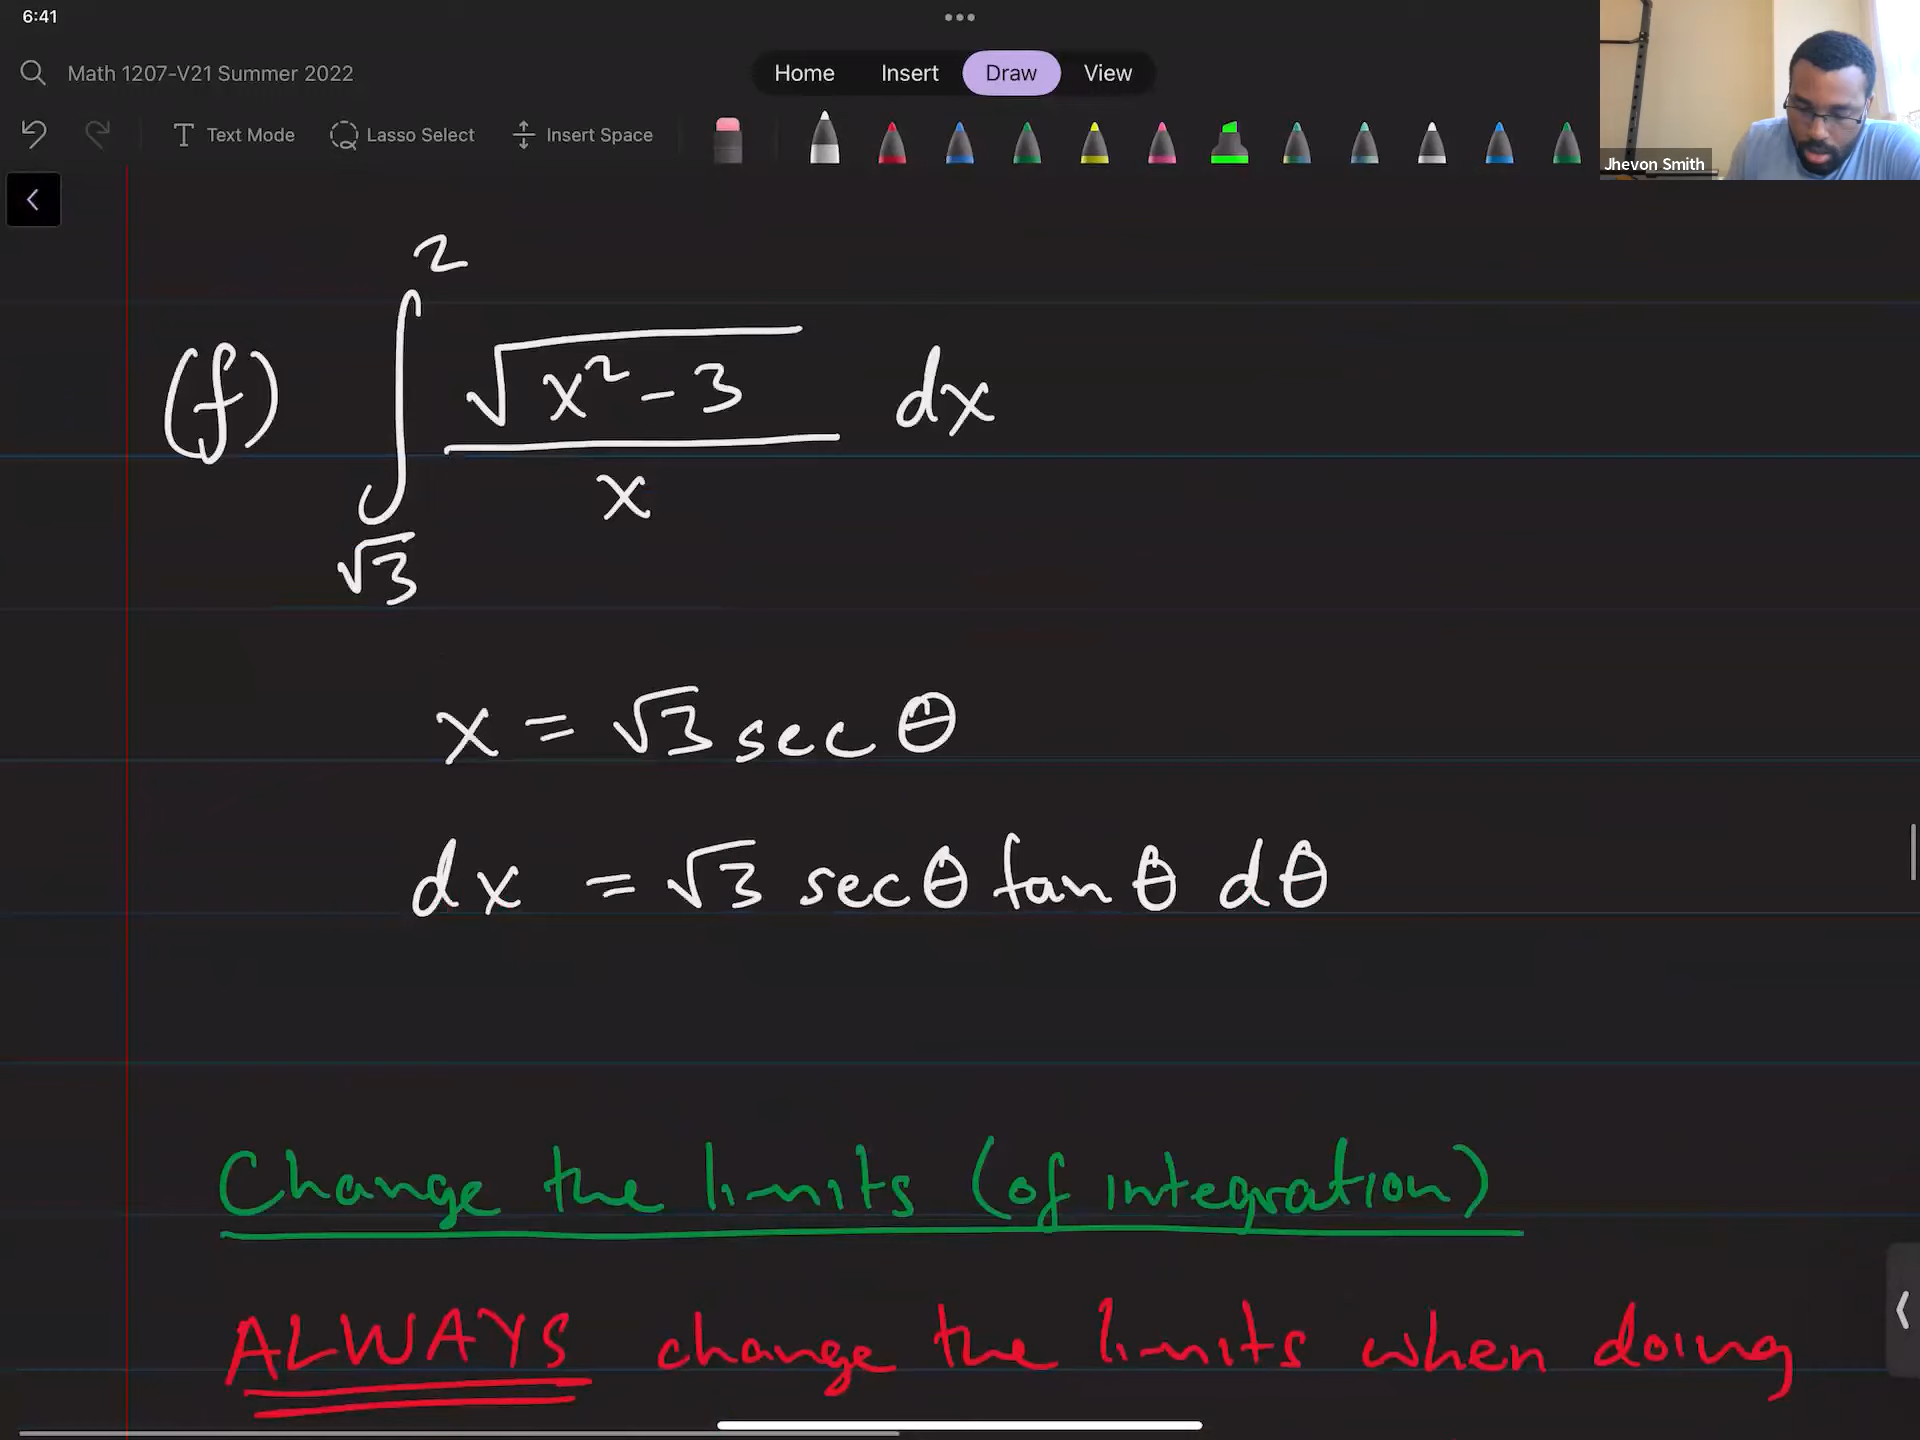 6:41
Math 1207-V21 Summer 2022
Home Insert Draw View
Text Mode Lasso Select Insert Space
Jhevon Smith
(f) ∫_{√3}^{2} √(x² - 3) / x dx
x = √3 sec θ
dx = √3 sec θ tan θ dθ
Change the limits (of integration)
ALWAYS change the limits when doing